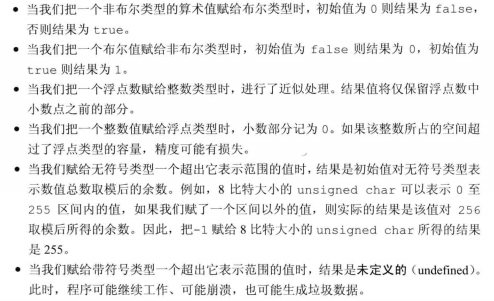 • 当我们把一个非布尔类型的算术值赋给布尔类型时，初始值为 0 则结果为 false，
否则结果为 true。
• 当我们把一个布尔值赋给非布尔类型时，初始值为 false 则结果为 0，初始值为
true 则结果为 1。
• 当我们把一个浮点数赋给整数类型时，进行了近似处理。结果值将仅保留浮点数中
小数点之前的部分。
• 当我们把一个整数值赋给浮点类型时，小数部分记为 0。如果该整数所占的空间超
过了浮点类型的容量，精度可能有损失。
• 当我们赋给无符号类型一个超出它表示范围的值时，结果是初始值对无符号类型表
示数值总数取模后的余数。例如，8 比特大小的 unsigned char 可以表示 0 至
255 区间内的值，如果我们赋了一个区间以外的值，则实际的结果是该值对 256
取模后所得的余数。因此，把-1 赋给 8 比特大小的 unsigned char 所得的结果
是 255。
• 当我们赋给带符号类型一个超出它表示范围的值时，结果是未定义的（undefined）。
此时，程序可能继续工作、可能崩溃，也可能生成垃圾数据。